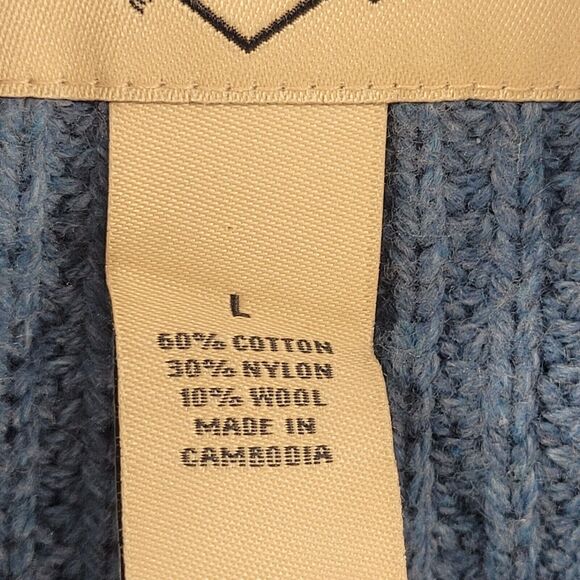 L
60% COTTON
30% NYLON
10% WOOL
MADE IN
CAMBODIA